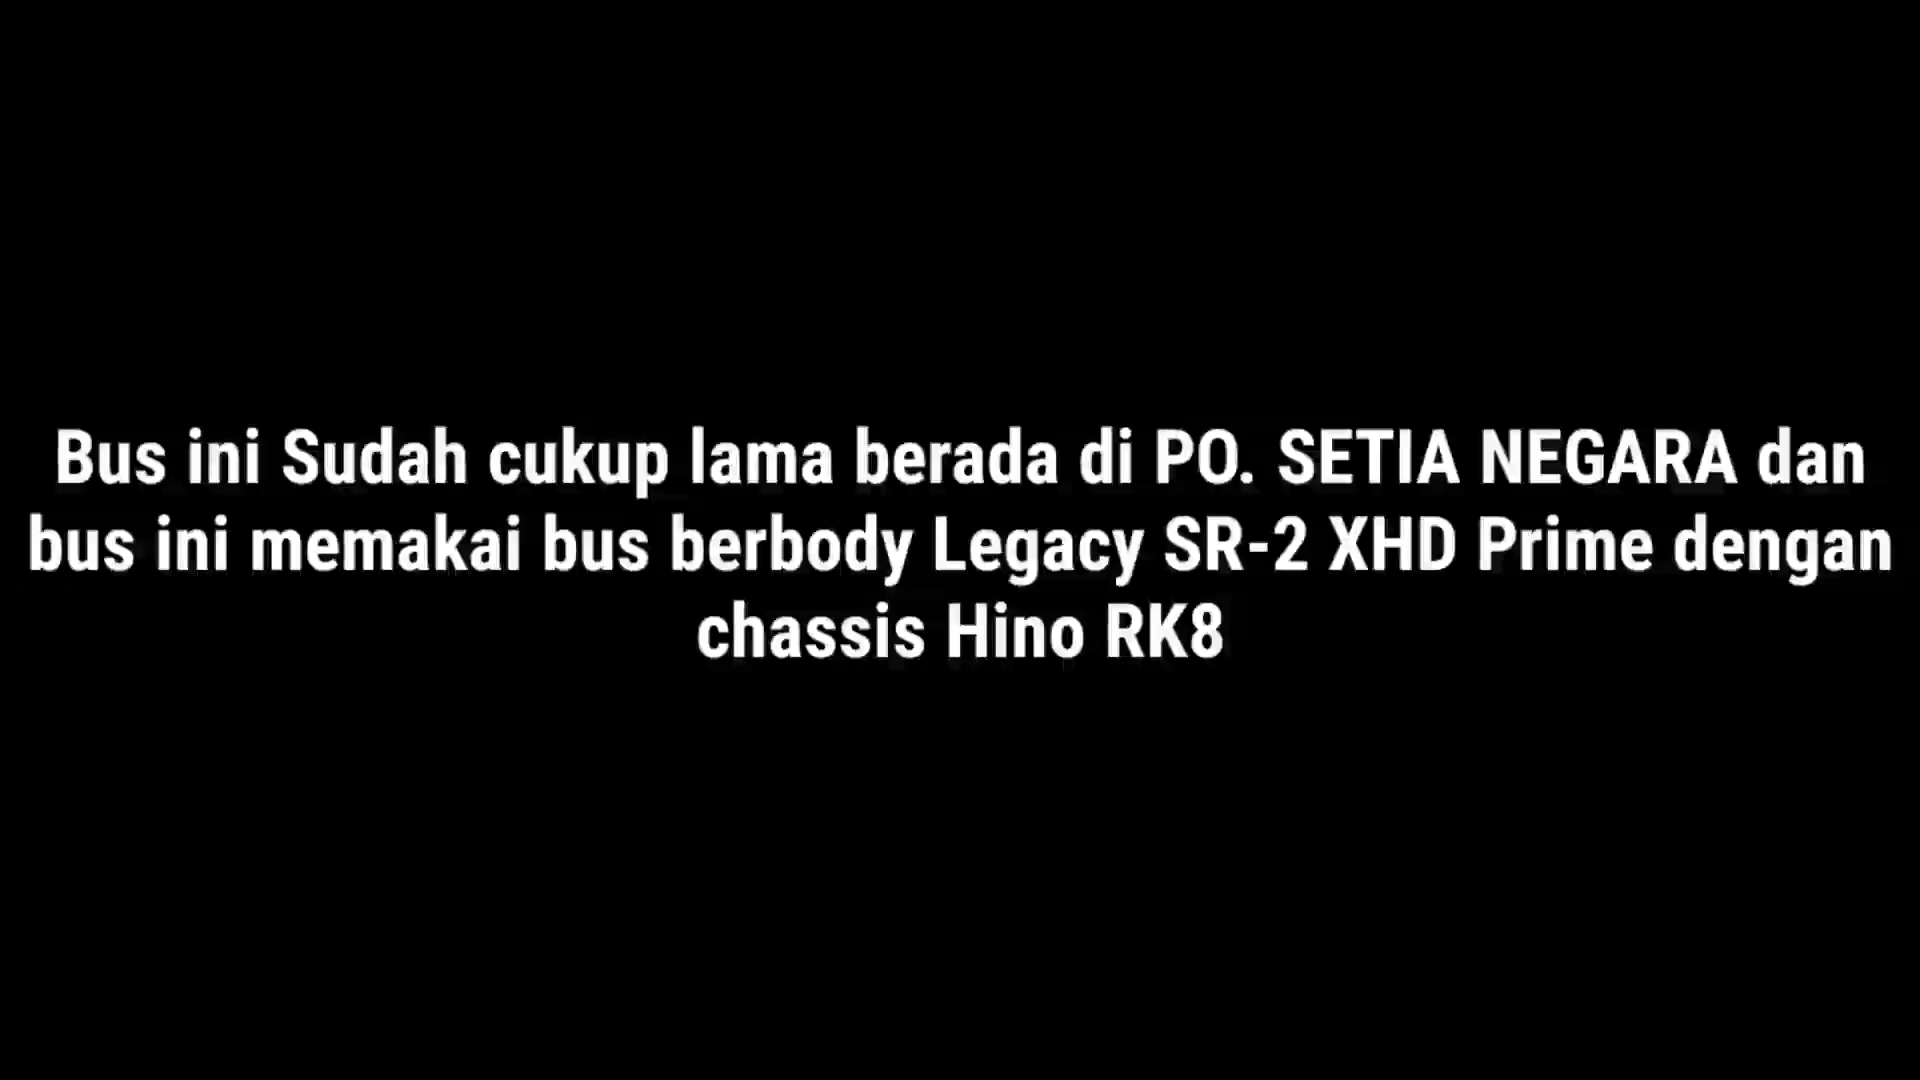 Bus ini Sudah cukup lama berada di PO. SETIA NEGARA dan
bus ini memakai bus berbody Legacy SR-2 XHD Prime dengan
chassis Hino RK8